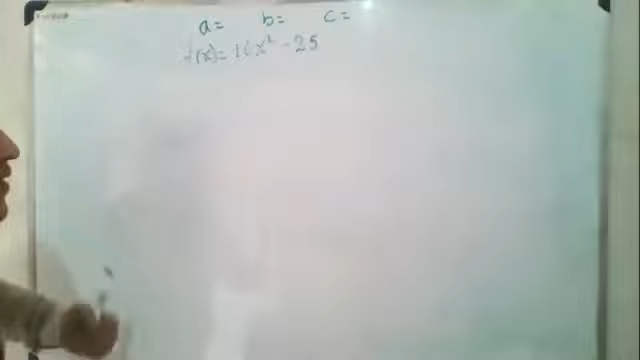 a= b= c=
f(x)=16x² -25